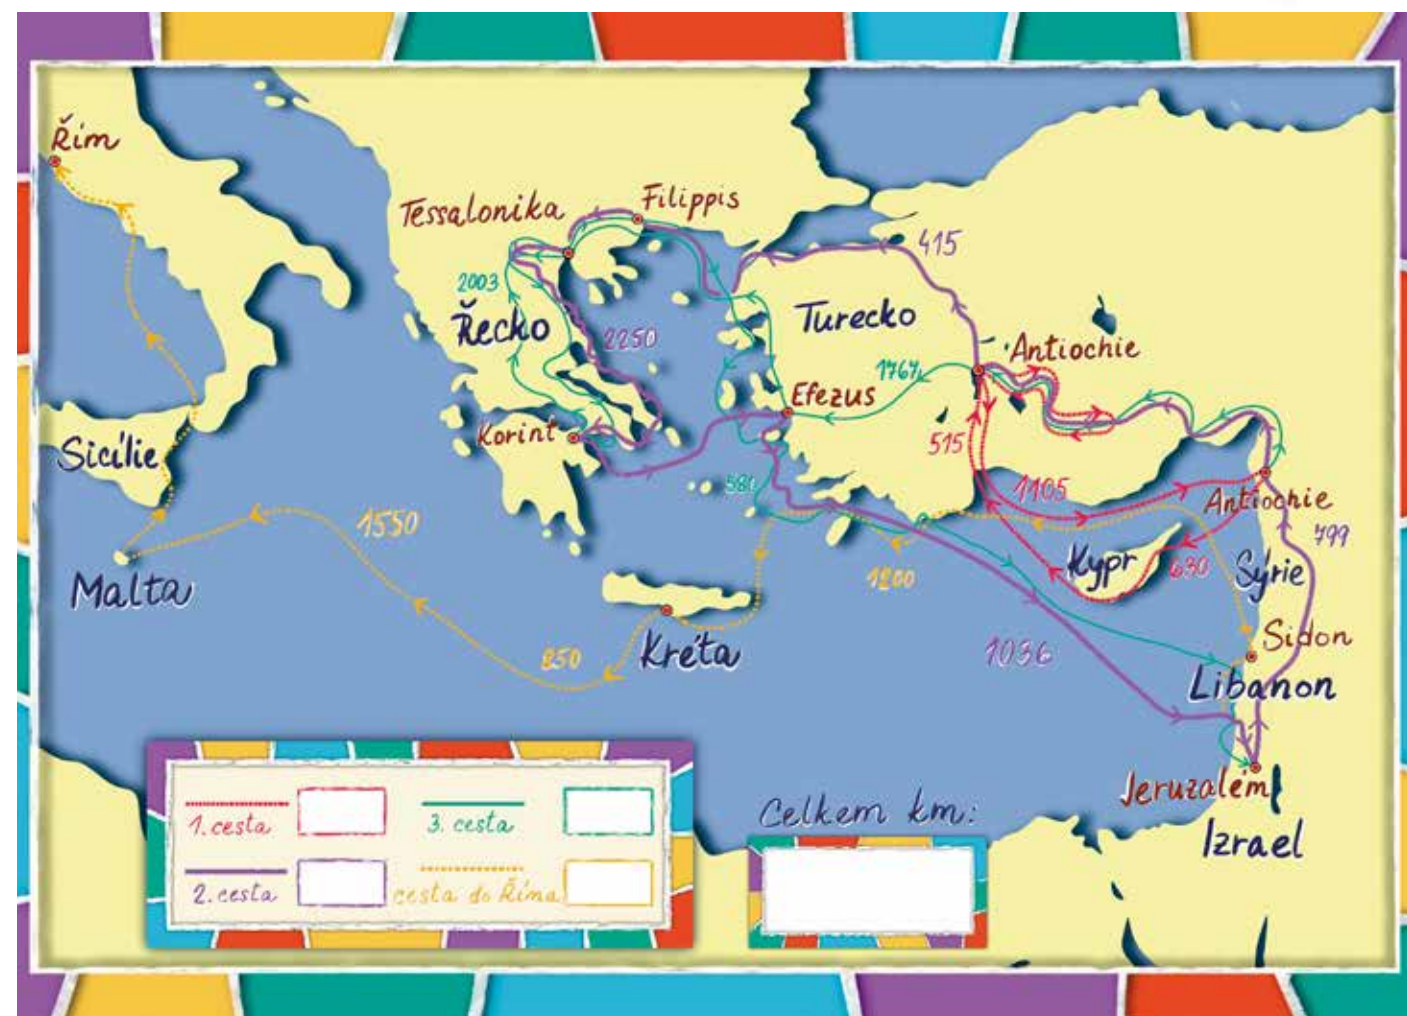 Řím
Tessalonika
Filippis
415
2003
Řecko
2250
Turecko
Antiochie
1767
Efezus
Korint
515
Sicílie
580
1105
Antiochie
1550
799
Kypr
630
Sýrie
1200
Malta
Sidon
Kréta
850
1036
Libanon
Jeruzalém
Izrael
1. cesta
3. cesta
2. cesta
cesta do Říma
Celkem km: